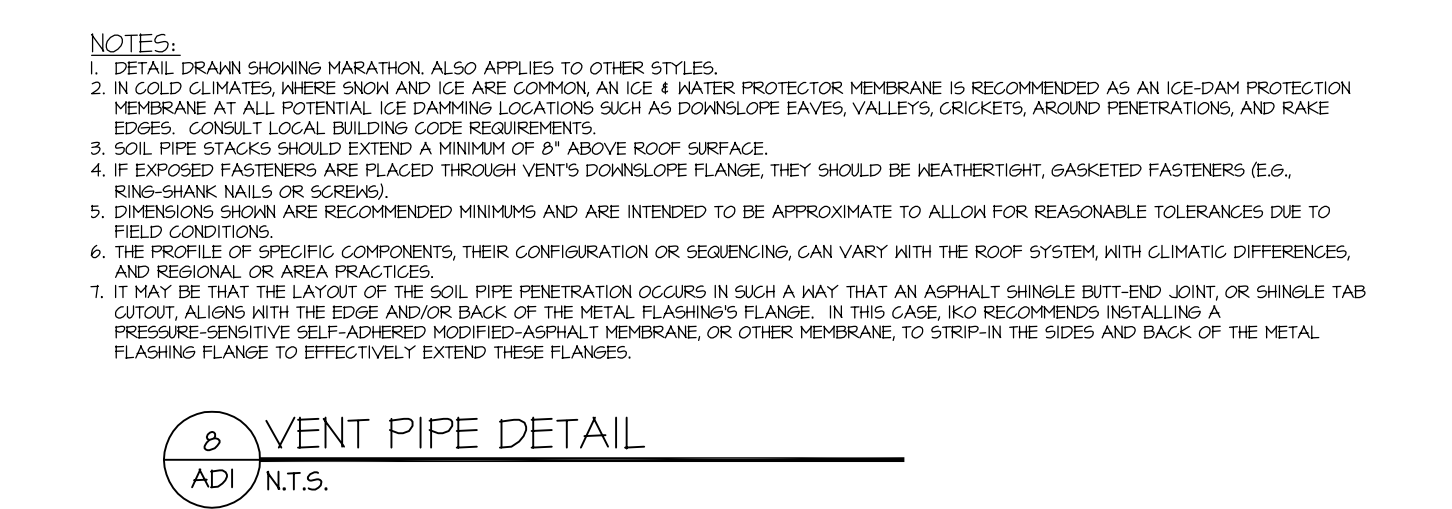 NOTES:
1. DETAIL DRAWN SHOWING MARATHON. ALSO APPLIES TO OTHER STYLES.
2. IN COLD CLIMATES, WHERE SNOW AND ICE ARE COMMON, AN ICE & WATER PROTECTOR MEMBRANE IS RECOMMENDED AS AN ICE-DAM PROTECTION
MEMBRANE AT ALL POTENTIAL ICE DAMMING LOCATIONS SUCH AS DOWNSLOPE EAVES, VALLEYS, CRICKETS, AROUND PENETRATIONS, AND RAKE
EDGES. CONSULT LOCAL BUILDING CODE REQUIREMENTS.
3. SOIL PIPE STACKS SHOULD EXTEND A MINIMUM OF 8" ABOVE ROOF SURFACE.
4. IF EXPOSED FASTENERS ARE PLACED THROUGH VENT'S DOWNSLOPE FLANGE, THEY SHOULD BE WEATHERTIGHT, GASKETED FASTENERS (E.G.,
RING-SHANK NAILS OR SCREWS).
5. DIMENSIONS SHOWN ARE RECOMMENDED MINIMUMS AND ARE INTENDED TO BE APPROXIMATE TO ALLOW FOR REASONABLE TOLERANCES DUE TO
FIELD CONDITIONS.
6. THE PROFILE OF SPECIFIC COMPONENTS, THEIR CONFIGURATION OR SEQUENCING, CAN VARY WITH THE ROOF SYSTEM, WITH CLIMATIC DIFFERENCES,
AND REGIONAL OR AREA PRACTICES.
7. IT MAY BE THAT THE LAYOUT OF THE SOIL PIPE PENETRATION OCCURS IN SUCH A WAY THAT AN ASPHALT SHINGLE BUTT-END JOINT, OR SHINGLE TAB
CUTOUT, ALIGNS WITH THE EDGE AND/OR BACK OF THE METAL FLASHING'S FLANGE. IN THIS CASE, IKO RECOMMENDS INSTALLING A
PRESSURE-SENSITIVE SELF-ADHERED MODIFIED-ASPHALT MEMBRANE, OR OTHER MEMBRANE, TO STRIP-IN THE SIDES AND BACK OF THE METAL
FLASHING FLANGE TO EFFECTIVELY EXTEND THESE FLANGES.
8 VENT PIPE DETAIL
AD1 N.T.S.